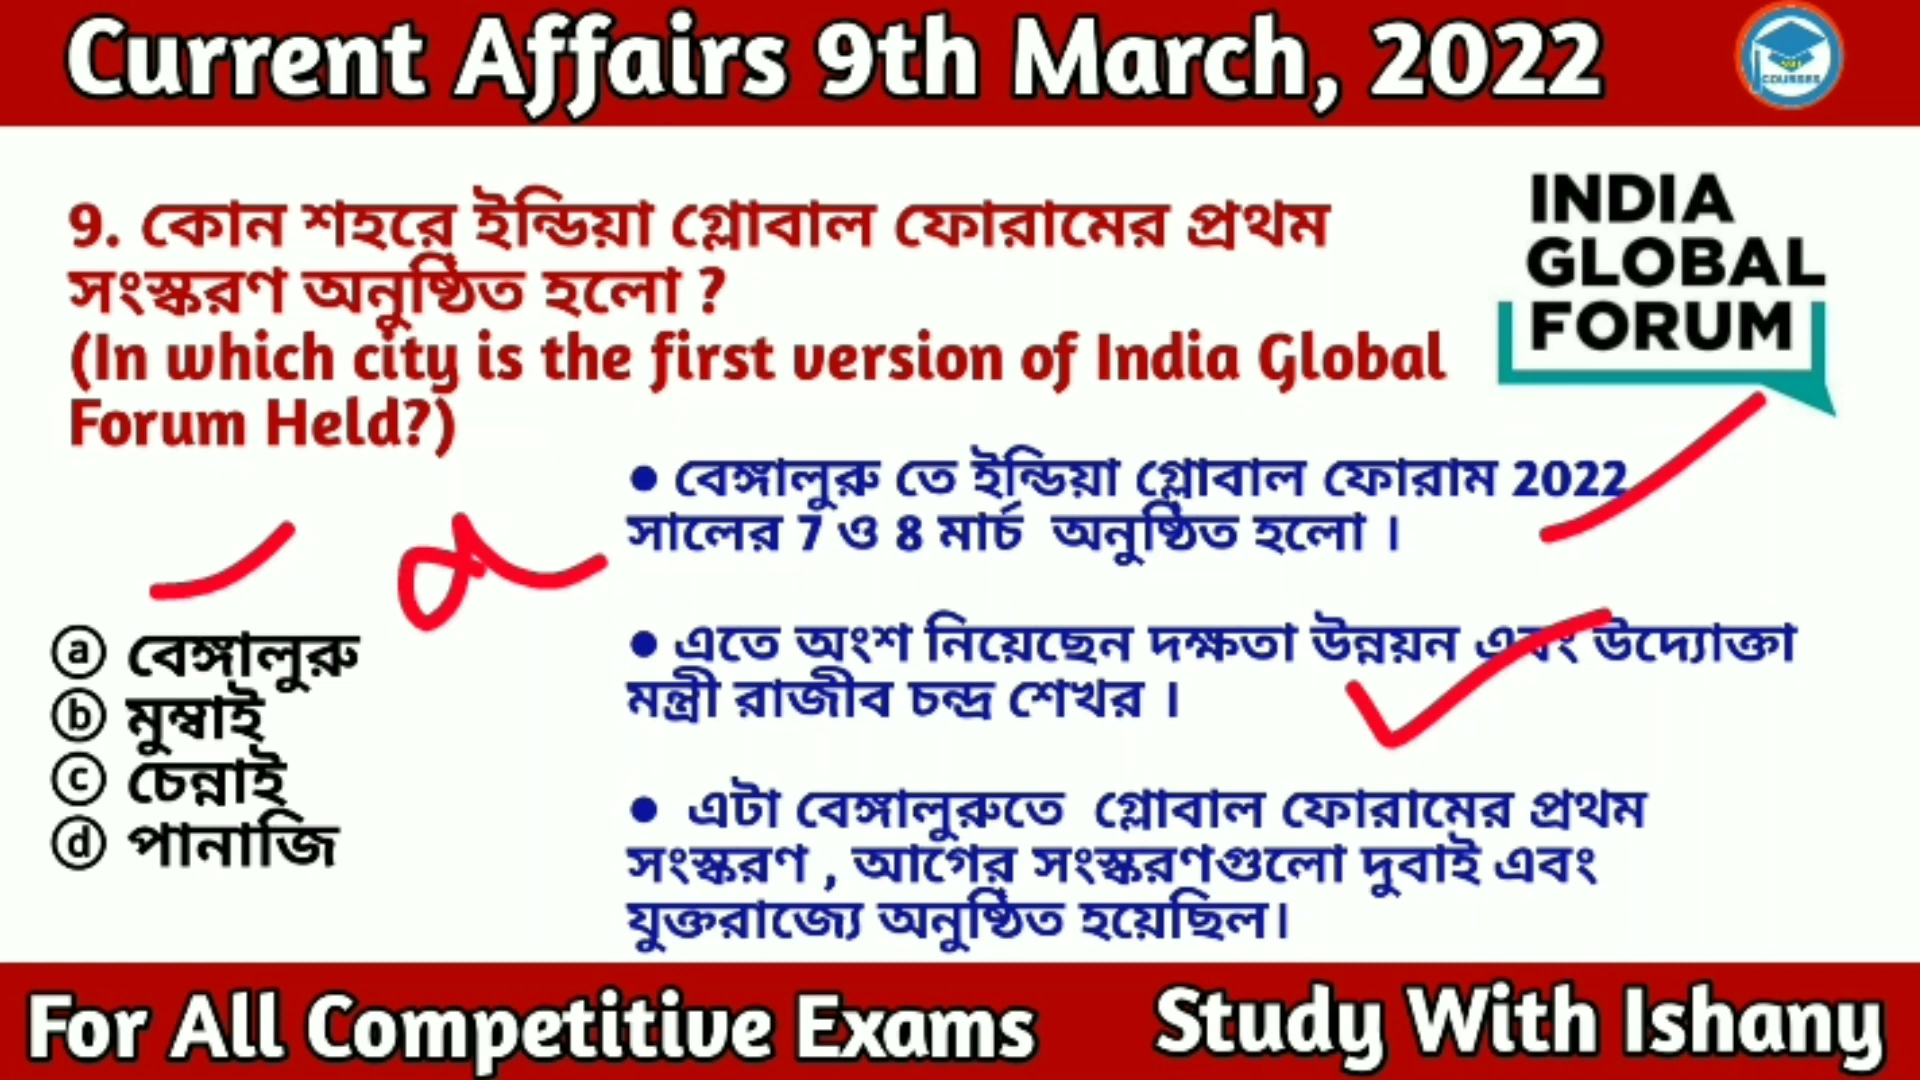 Current Affairs 9th March, 2022
COURSES
9. কোন শহরে ইন্ডিয়া গ্লোবাল ফোরামের প্রথম
সংস্করণ অনুষ্ঠিত হলো ?
(In which city is the first version of India Global
Forum Held?)
INDIA
GLOBAL
FORUM
● বেঙ্গালুরু তে ইন্ডিয়া গ্লোবাল ফোরাম 2022
সালের 7 ও 8 মার্চ অনুষ্ঠিত হলো ।
a
ⓐ বেঙ্গালুরু
ⓑ মুম্বাই
ⓒ চেন্নাই
ⓓ পানাজি
● এতে অংশ নিয়েছেন দক্ষতা উন্নয়ন এবং উদ্যোক্তা
মন্ত্রী রাজীব চন্দ্র শেখর ।
● এটা বেঙ্গালুরুতে গ্লোবাল ফোরামের প্রথম
সংস্করণ , আগের সংস্করণগুলো দুবাই এবং
যুক্তরাজ্যে অনুষ্ঠিত হয়েছিল।
For All Competitive Exams
Study With Ishany